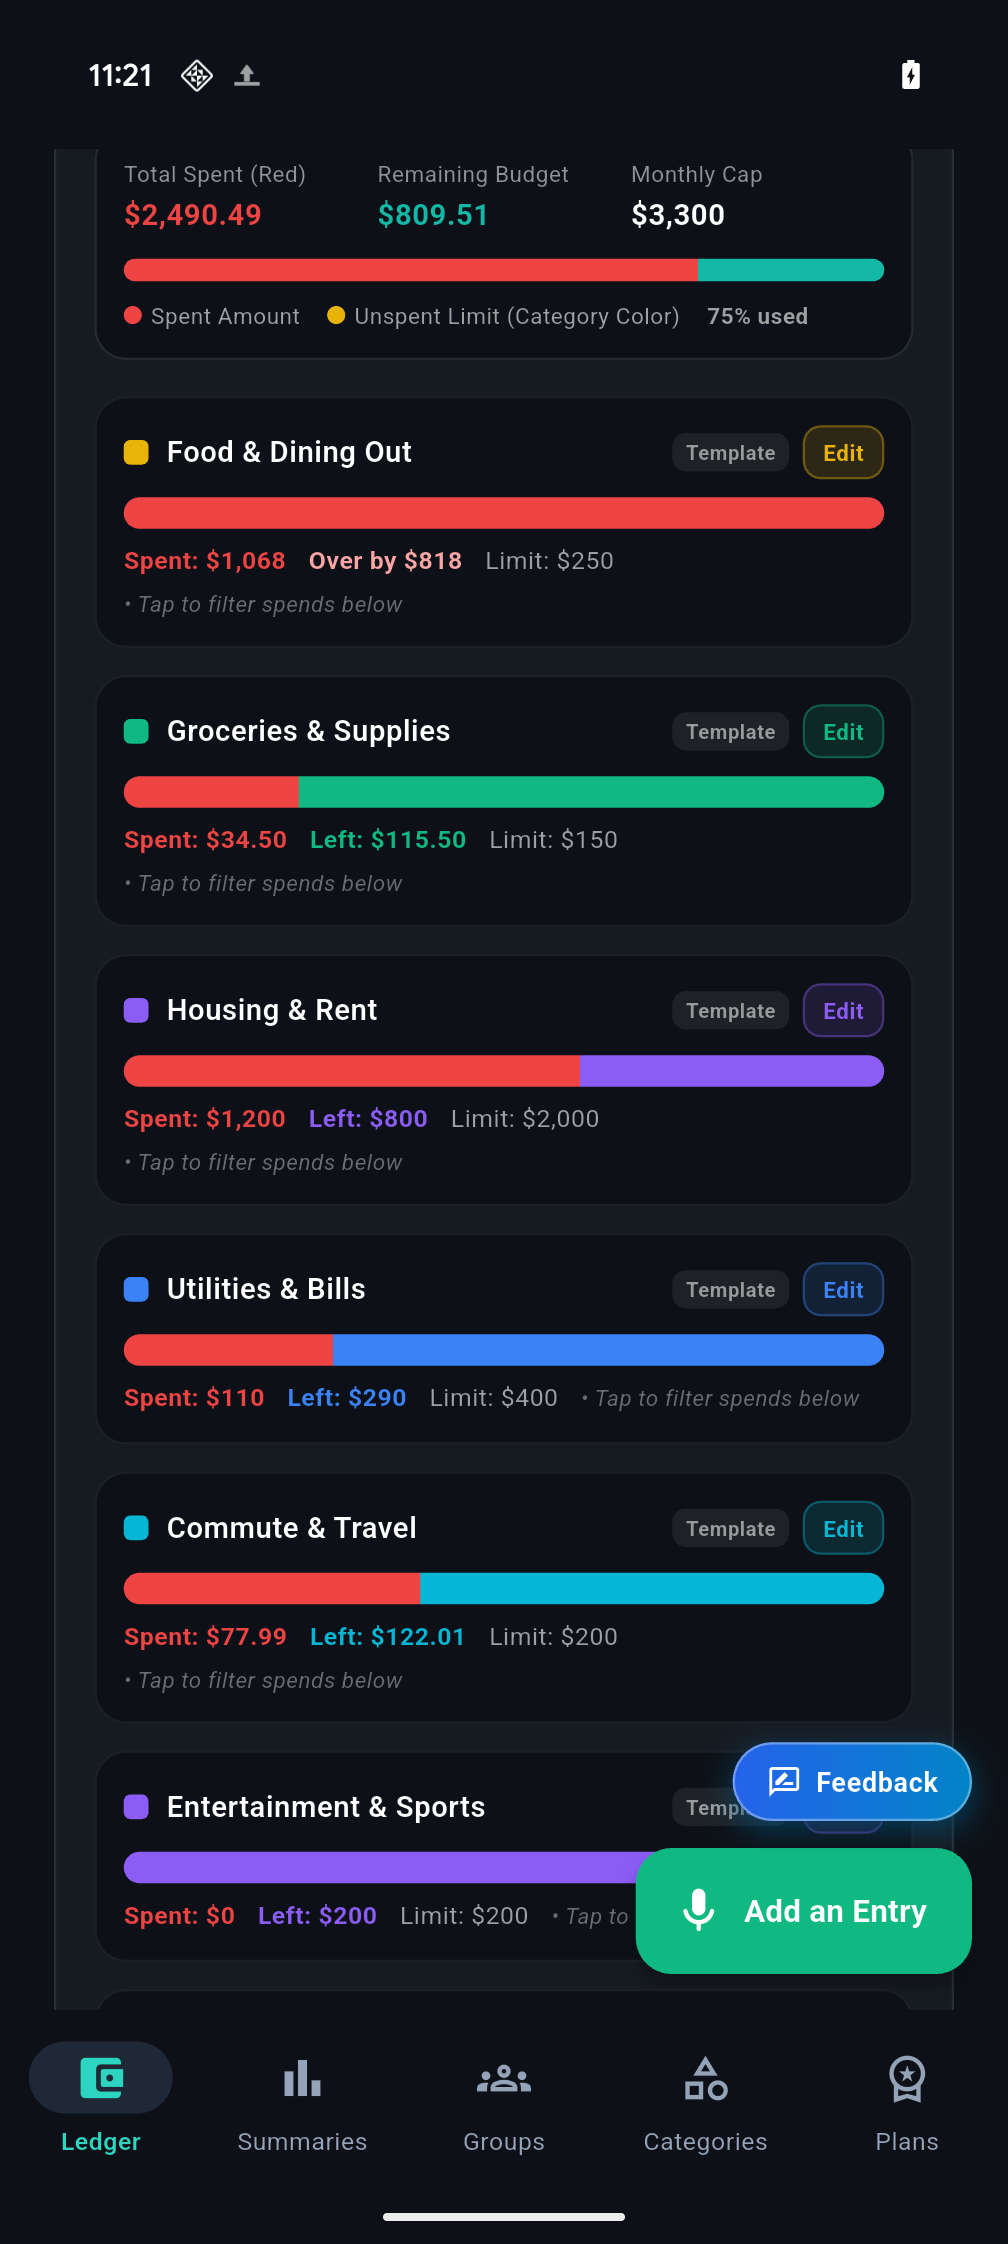 11:21
Total Spent (Red) Remaining Budget Monthly Cap
$2,490.49 $809.51 $3,300
Spent Amount Unspent Limit (Category Color) 75% used
Food & Dining Out Template Edit
Spent: $1,068 Over by $818 Limit: $250
• Tap to filter spends below
Groceries & Supplies Template Edit
Spent: $34.50 Left: $115.50 Limit: $150
• Tap to filter spends below
Housing & Rent Template Edit
Spent: $1,200 Left: $800 Limit: $2,000
• Tap to filter spends below
Utilities & Bills Template Edit
Spent: $110 Left: $290 Limit: $400 • Tap to filter spends below
Commute & Travel Template Edit
Spent: $77.99 Left: $122.01 Limit: $200
• Tap to filter spends below
Feedback
Entertainment & Sports
Spent: $0 Left: $200 Limit: $200 • Tap to
Add an Entry
Ledger Summaries Groups Categories Plans